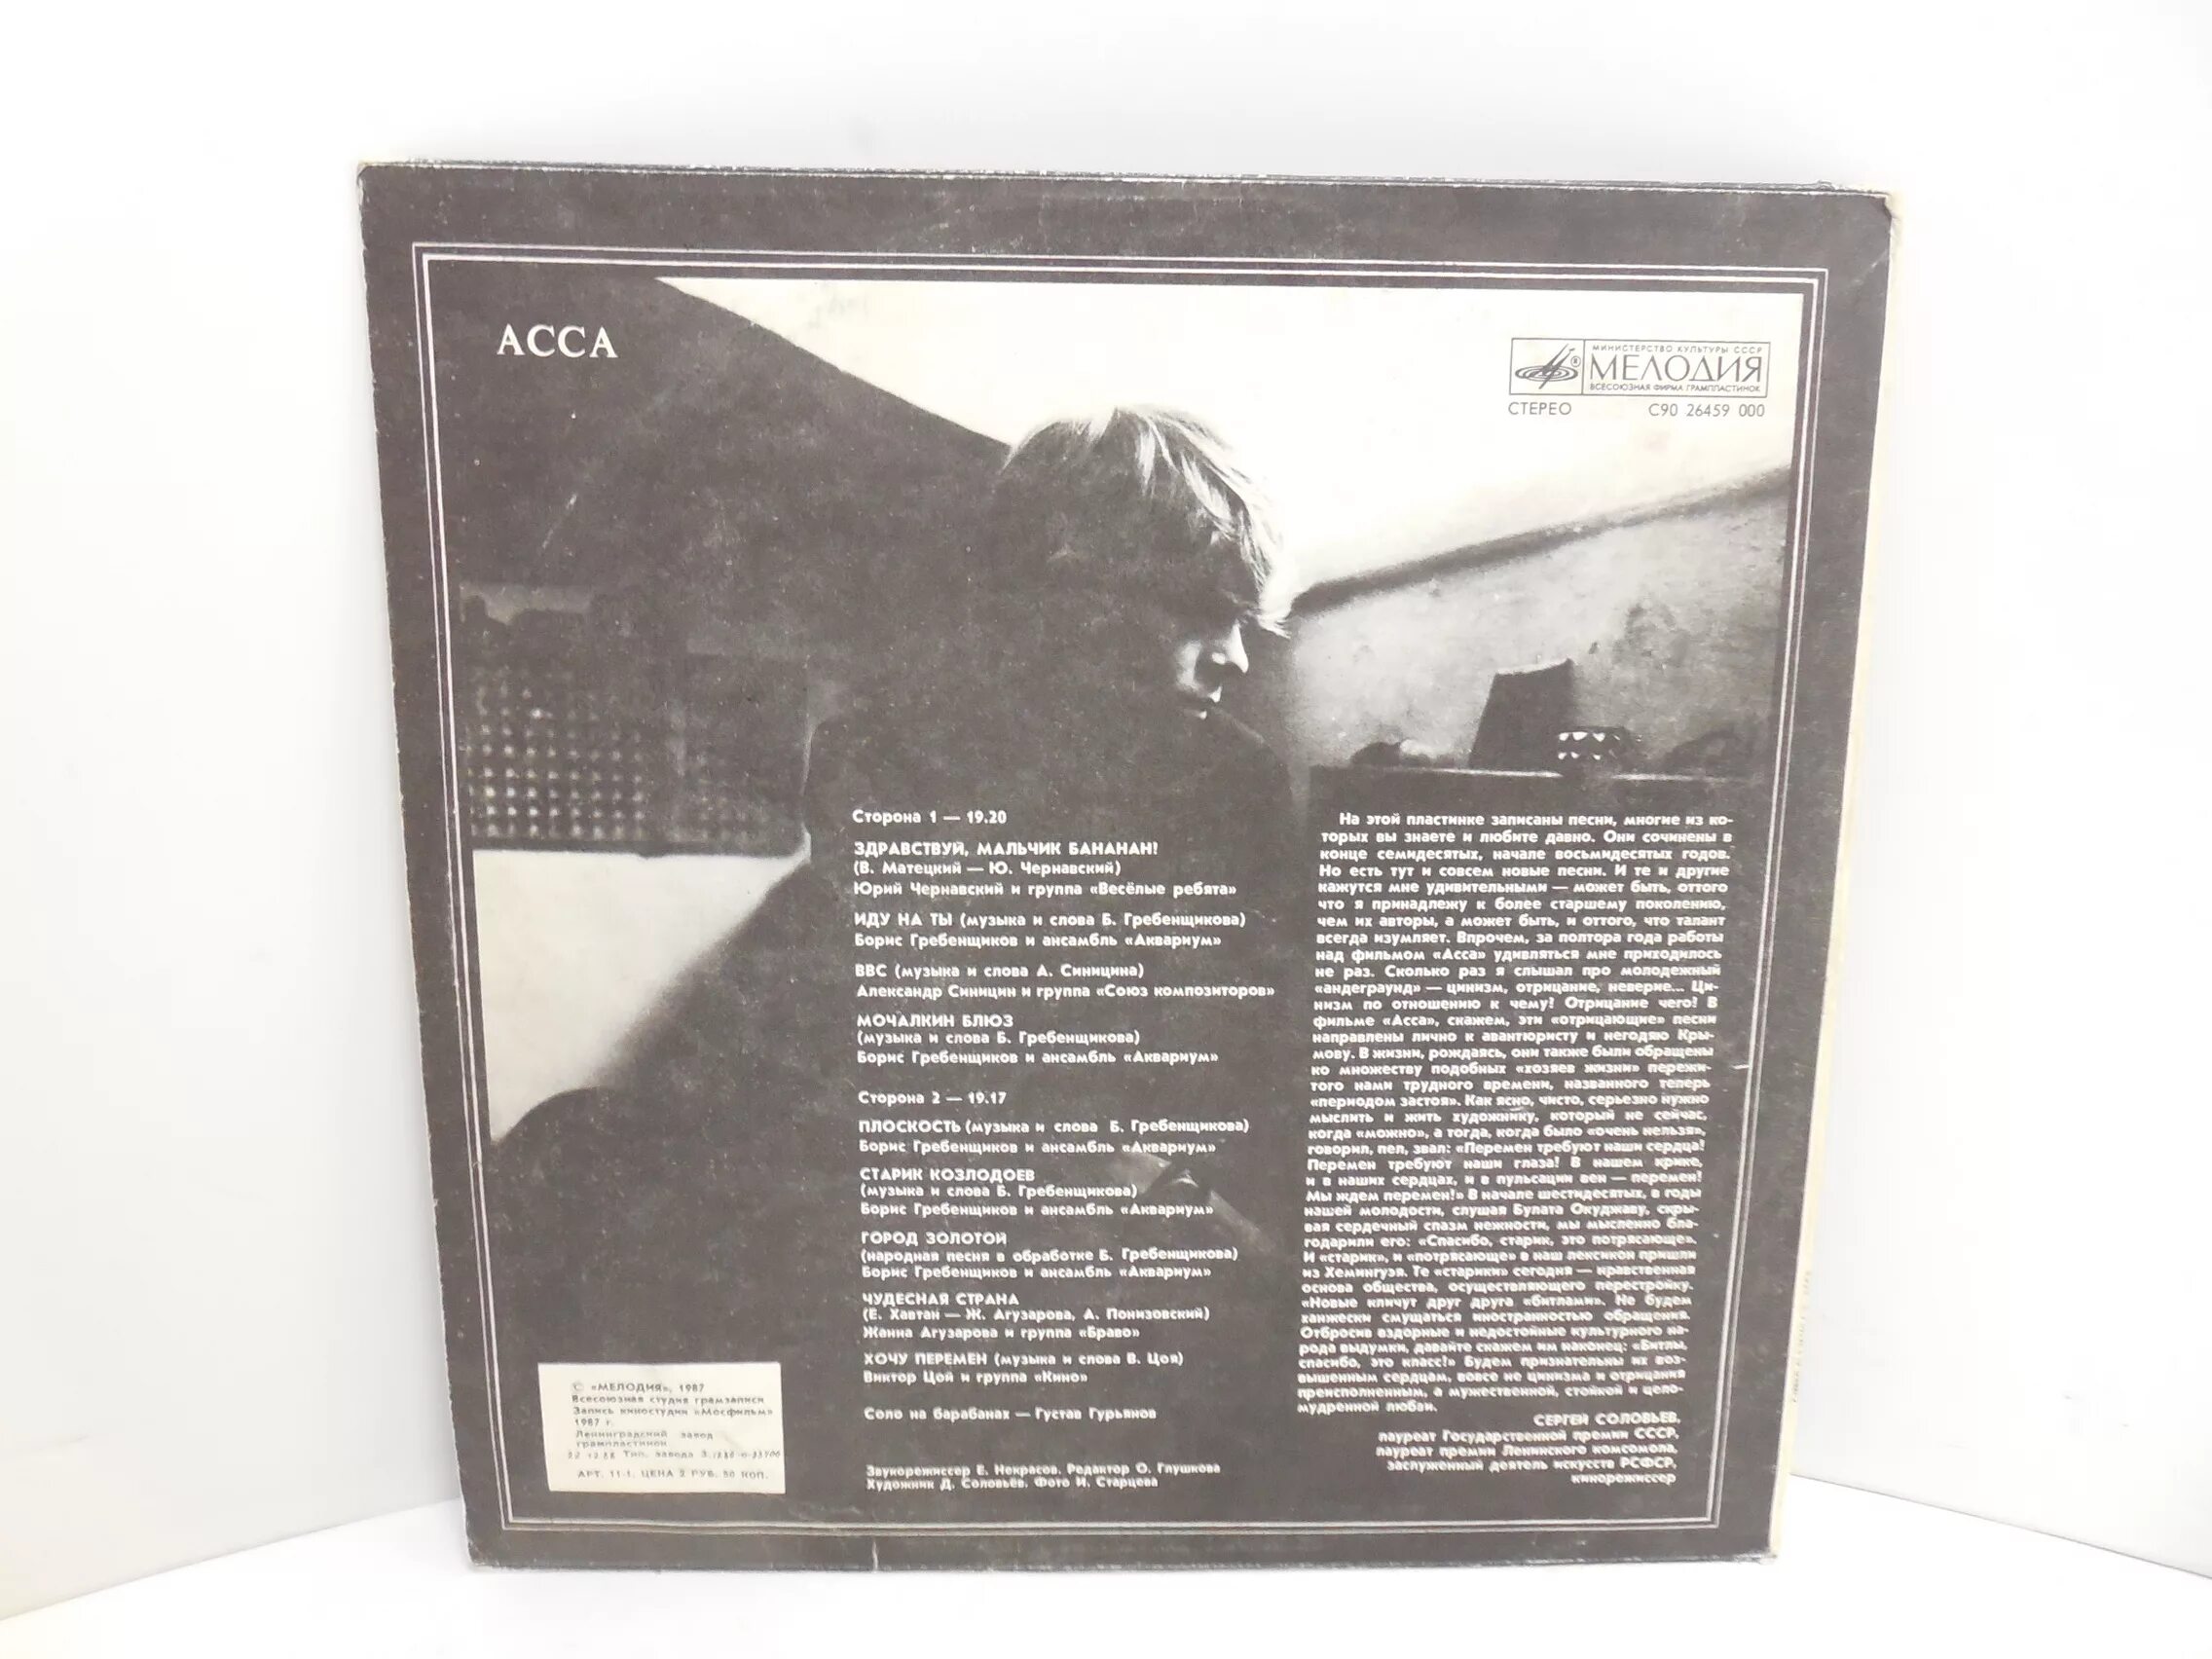 АССА
МИНИСТЕРСТВО КУЛЬТУРЫ СССР
МЕЛОДИЯ
ВСЕСОЮЗНАЯ ФИРМА ГРАМПЛАСТИНОК
СТЕРЕО С90 26459 000
Сторона 1 — 19.20
ЗДРАВСТВУЙ, МАЛЬЧИК БАНАНАН!
(В. Матецкий — Ю. Чернавский)
Юрий Чернавский и группа «Весёлые ребята»
ИДУ НА ТЫ (музыка и слова Б. Гребенщикова)
Борис Гребенщиков и ансамбль «Аквариум»
ВВС (музыка и слова А. Синицина)
Александр Синицин и группа «Союз композиторов»
МОЧАЛКИН БЛЮЗ
(музыка и слова Б. Гребенщикова)
Борис Гребенщиков и ансамбль «Аквариум»
Сторона 2 — 19.17
ПЛОСКОСТЬ (музыка и слова Б. Гребенщикова)
Борис Гребенщиков и ансамбль «Аквариум»
СТАРИК КОЗЛОДОЕВ
(музыка и слова Б. Гребенщикова)
Борис Гребенщиков и ансамбль «Аквариум»
ГОРОД ЗОЛОТОЙ
(народная песня в обработке Б. Гребенщикова)
Борис Гребенщиков и ансамбль «Аквариум»
ЧУДЕСНАЯ СТРАНА
(Е. Хавтан — Ж. Агузарова, А. Понизовский)
Жанна Агузарова и группа «Браво»
ХОЧУ ПЕРЕМЕН (музыка и слова В. Цоя)
Виктор Цой и группа «Кино»
Соло на барабанах — Густав Гурьянов
Звукорежиссер Е. Некрасов. Редактор О. Глушкова
Художник Д. Соловьёв. Фото И. Старцева
На этой пластинке записаны песни, многие из ко-
торых вы знаете и любите давно. Они сочинены в
конце семидесятых, начале восьмидесятых годов.
Но есть тут и совсем новые песни. И те и другие
кажутся мне удивительными — может быть, оттого
что я принадлежу к более старшему поколению,
чем их авторы, а может быть, и оттого, что талант
всегда изумляет. Впрочем, за полтора года работы
над фильмом «Асса» удивляться мне приходилось
не раз. Сколько раз я слышал про молодежный
«андеграунд» — цинизм, отрицание, неверие... Ци-
низм по отношению к чему? Отрицание чего? В
фильме «Асса», скажем, эти «отрицающие» песни
направлены лично к авантюристу и негодяю Кры-
мову. В жизни, рождаясь, они также были обращены
ко множеству подобных «хозяев жизни» пережи-
того нами трудного времени, названного теперь
«периодом застоя». Как ясно, чисто, серьезно нужно
мыслить и жить художнику, который не сейчас,
когда «можно», а тогда, когда было «очень нельзя»,
говорил, пел, звал: «Перемен требуют наши сердца!
Перемен требуют наши глаза! В нашем крике,
и в наших сердцах, и в пульсации вен — перемен!
Мы ждем перемен!» В начале шестидесятых, в годы
нашей молодости, слушая Булата Окуджаву, скры-
вая сердечный спазм нежности, мы мысленно бла-
годарили его: «Спасибо, старик, это потрясающе».
И «старик», и «потрясающе» в наш лексикон пришли
из Хемингуэя. Те «старики» сегодня — нравственная
основа общества, осуществляющего перестройку.
«Новые кличут друг друга «битлами». Не будем
ханжески смущаться иностранностью обращения.
Отбросив вздорные и недостойные культурного на-
рода выдумки, давайте скажем им наконец: «Битлы,
спасибо, это класс!» Будем признательны их воз-
вышенным сердцам, вовсе не цинизма и отрицания
преисполненным, а мужественной, стойкой и цело-
мудренной любви.
СЕРГЕЙ СОЛОВЬЕВ,
лауреат Государственной премии СССР,
лауреат премии Ленинского комсомола,
заслуженный деятель искусств РСФСР,
кинорежиссер
© «МЕЛОДИЯ», 1987
Всесоюзная студия грамзаписи
Запись киностудии «Мосфильм»
1987 г.
Ленинградский завод
грампластинок
Тип. завода
АРТ. 11-1. ЦЕНА 2 РУБ. 50 КОП.